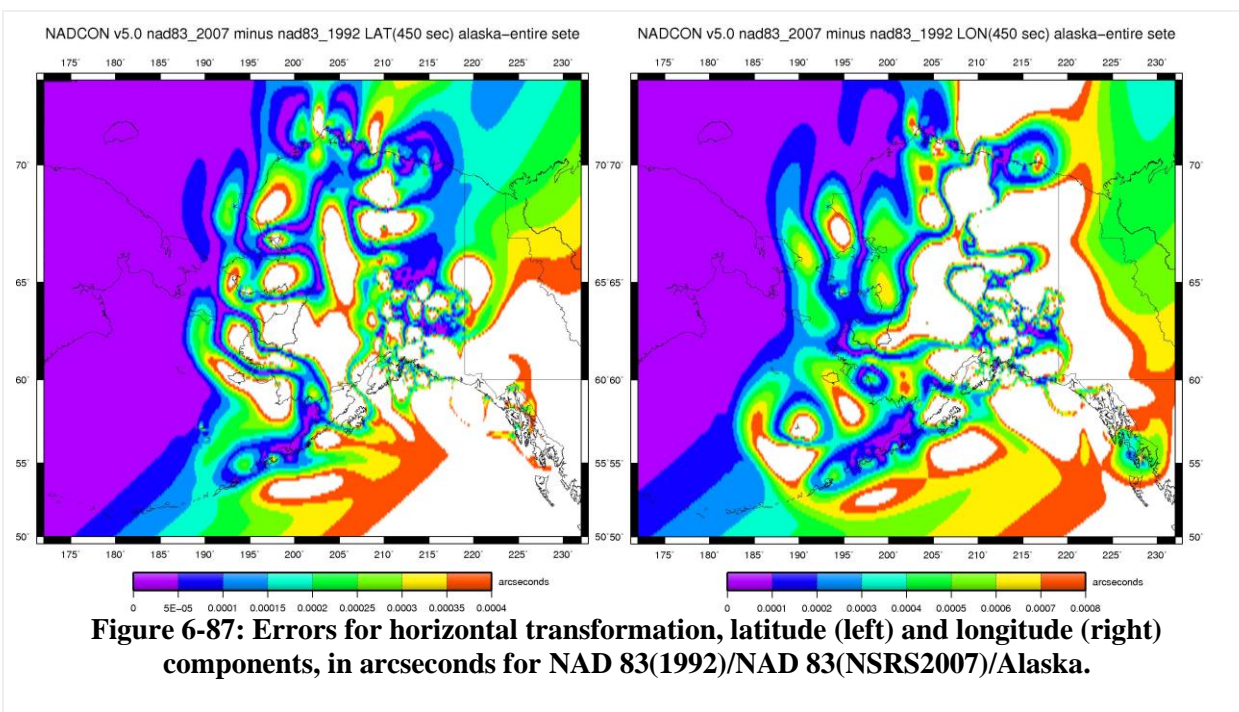 NADCON v5.0 nad83_2007 minus nad83_1992 LAT(450 sec) alaska-entire sete
175° 180° 185° 190° 195° 200° 205° 210° 215° 220° 225° 230°
70°
65°
60°
55°
50°
175° 180° 185° 190° 195° 200° 205° 210° 215° 220° 225° 230°
arcseconds
0 5E-05 0.0001 0.00015 0.0002 0.00025 0.0003 0.00035 0.0004
NADCON v5.0 nad83_2007 minus nad83_1992 LON(450 sec) alaska-entire sete
175° 180° 185° 190° 195° 200° 205° 210° 215° 220° 225° 230°
70° 70°
65° 65°
60° 60°
55° 55°
50° 50°
175° 180° 185° 190° 195° 200° 205° 210° 215° 220° 225° 230°
arcseconds
0 0.0001 0.0002 0.0003 0.0004 0.0005 0.0006 0.0007 0.0008
Figure 6-87: Errors for horizontal transformation, latitude (left) and longitude (right)
components, in arcseconds for NAD 83(1992)/NAD 83(NSRS2007)/Alaska.